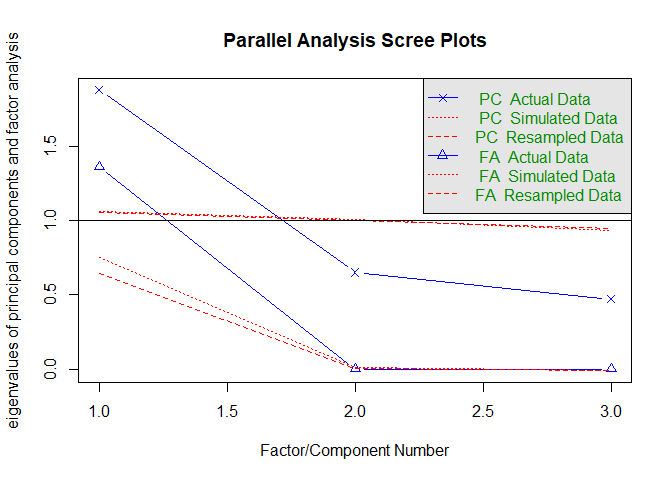 Parallel Analysis Scree Plots
eigenvalues of principal components and factor analysis
PC Actual Data
PC Simulated Data
PC Resampled Data
FA Actual Data
FA Simulated Data
FA Resampled Data
1.5
1.0
0.5
0.0
1.0 1.5 2.0 2.5 3.0
Factor/Component Number